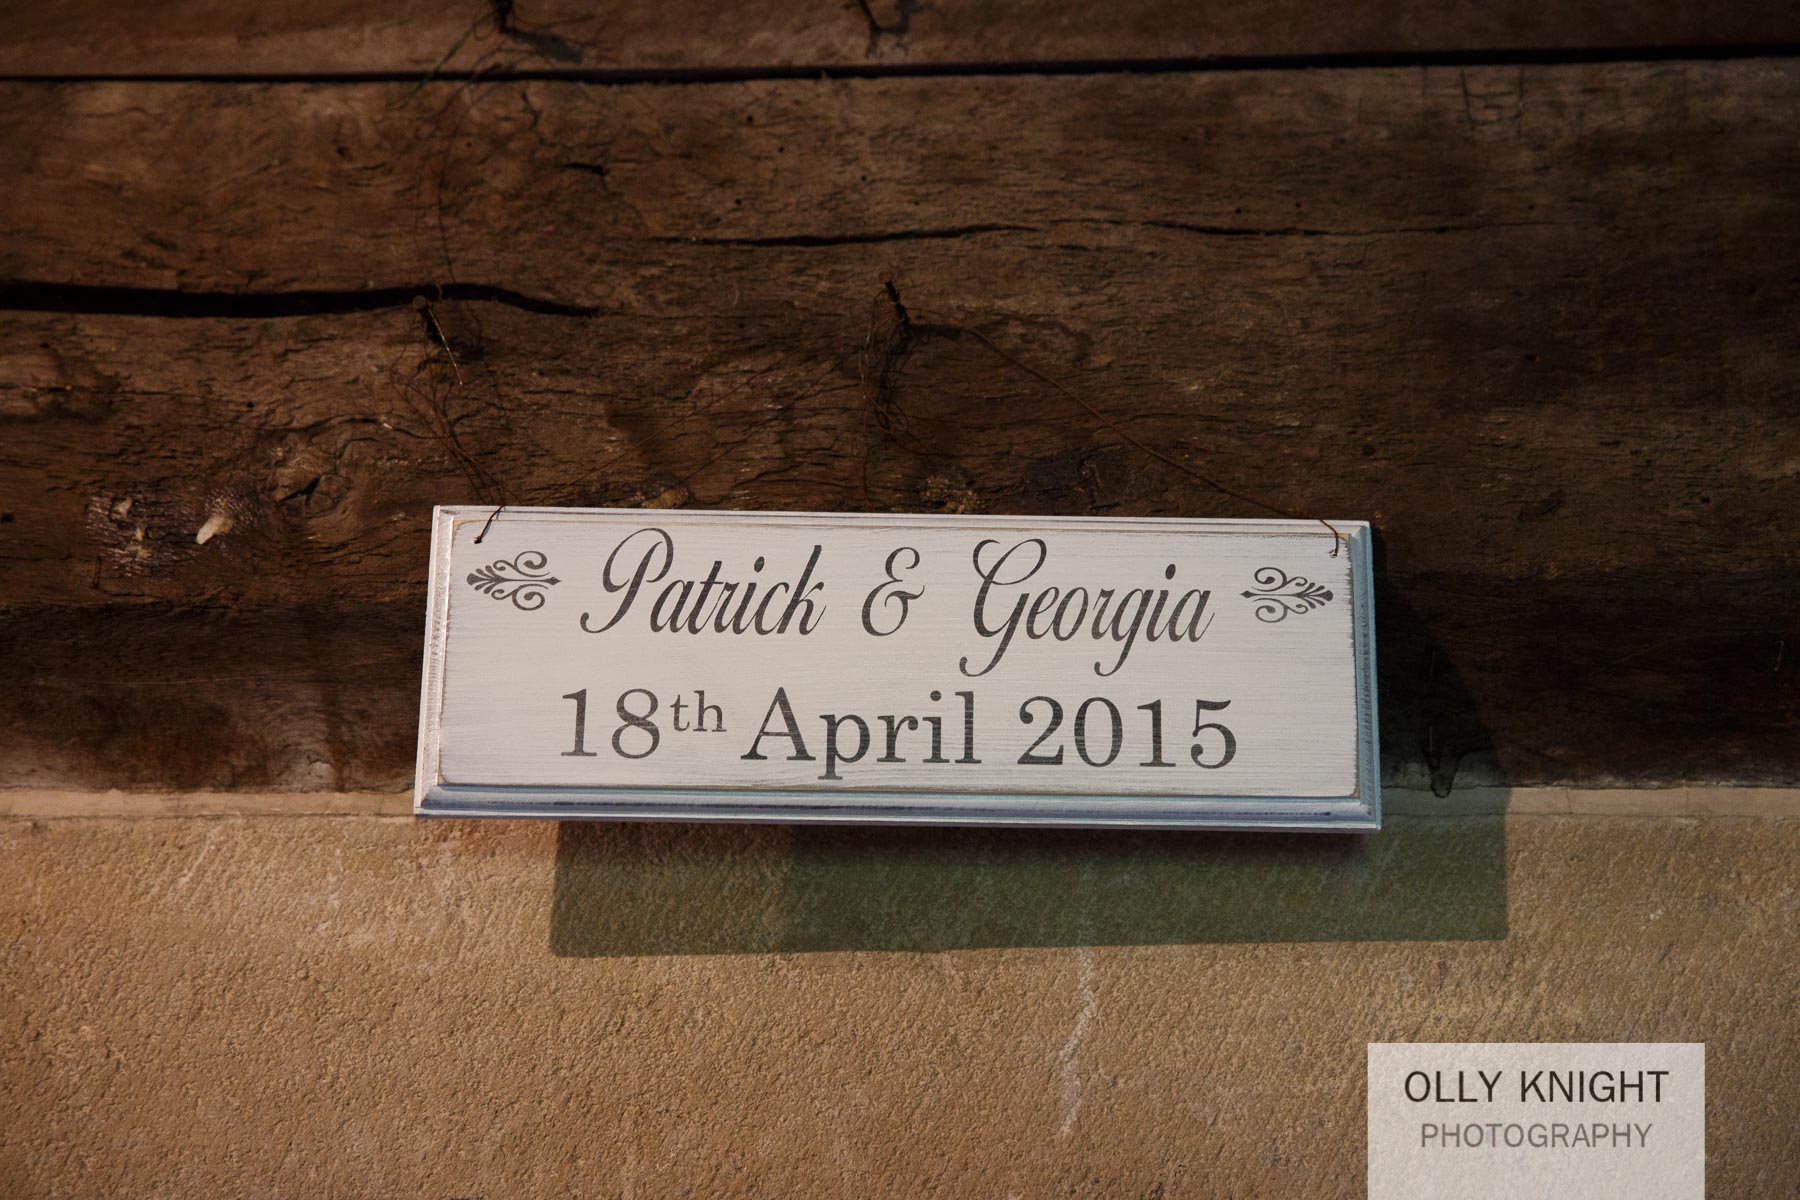 Patrick & Georgia
18th April 2015
OLLY KNIGHT
PHOTOGRAPHY